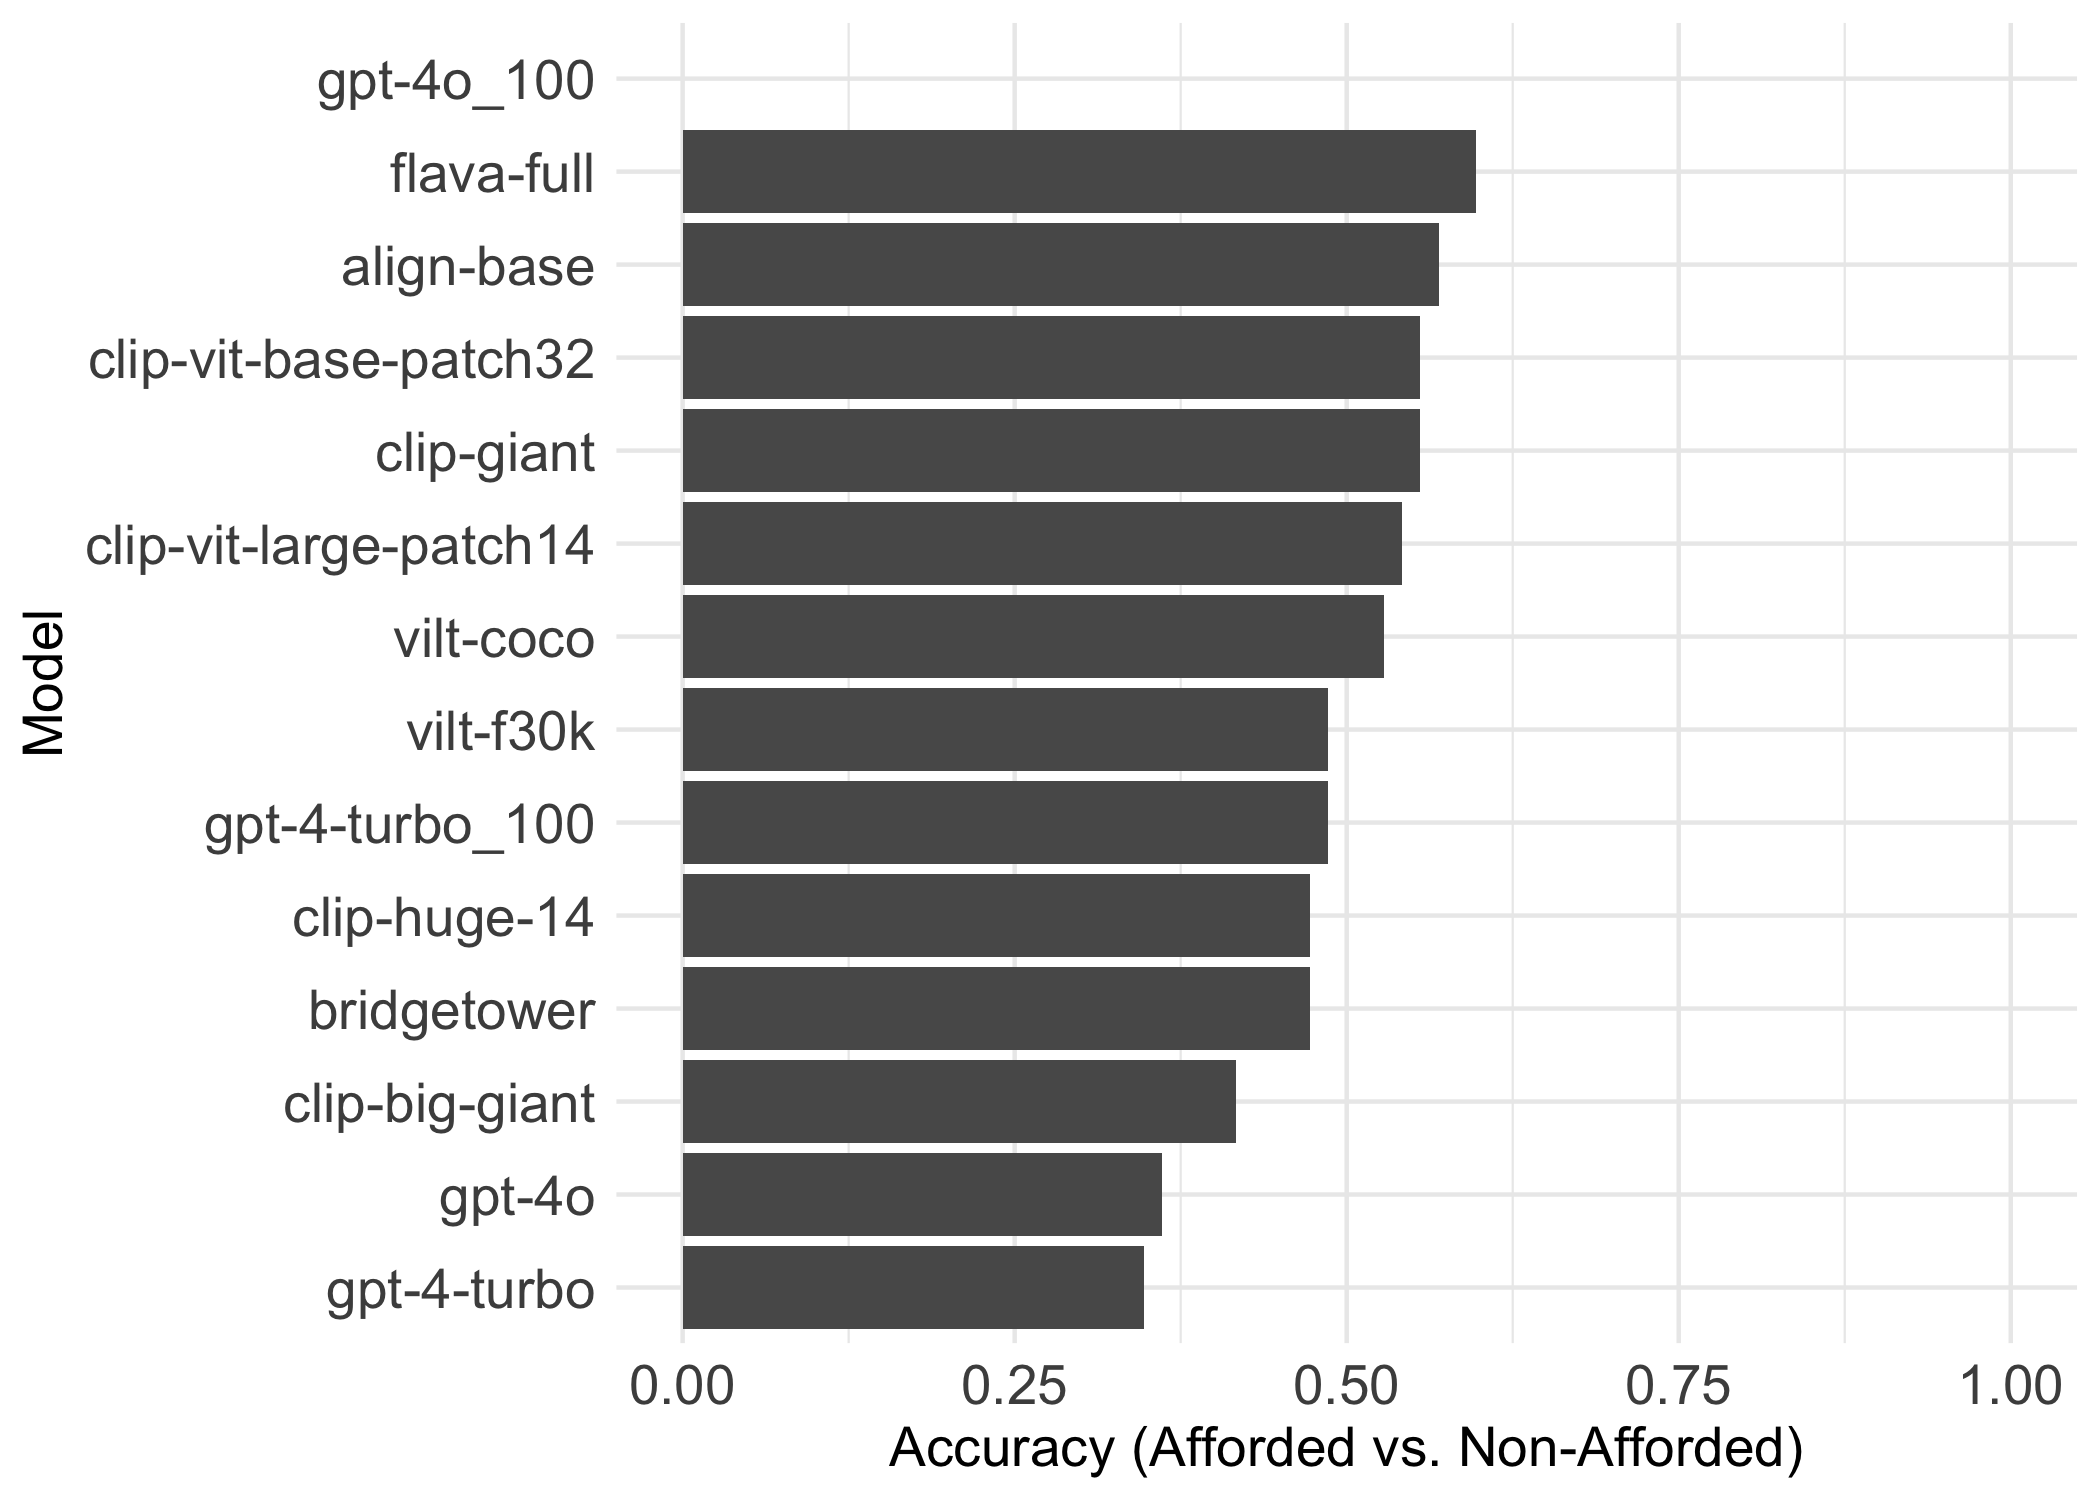 gpt-4o_100
flava-full
align-base
clip-vit-base-patch32
clip-giant
clip-vit-large-patch14
vilt-coco
vilt-f30k
gpt-4-turbo_100
clip-huge-14
bridgetower
clip-big-giant
gpt-4o
gpt-4-turbo
Model
0.00 0.25 0.50 0.75 1.00
Accuracy (Afforded vs. Non-Afforded)